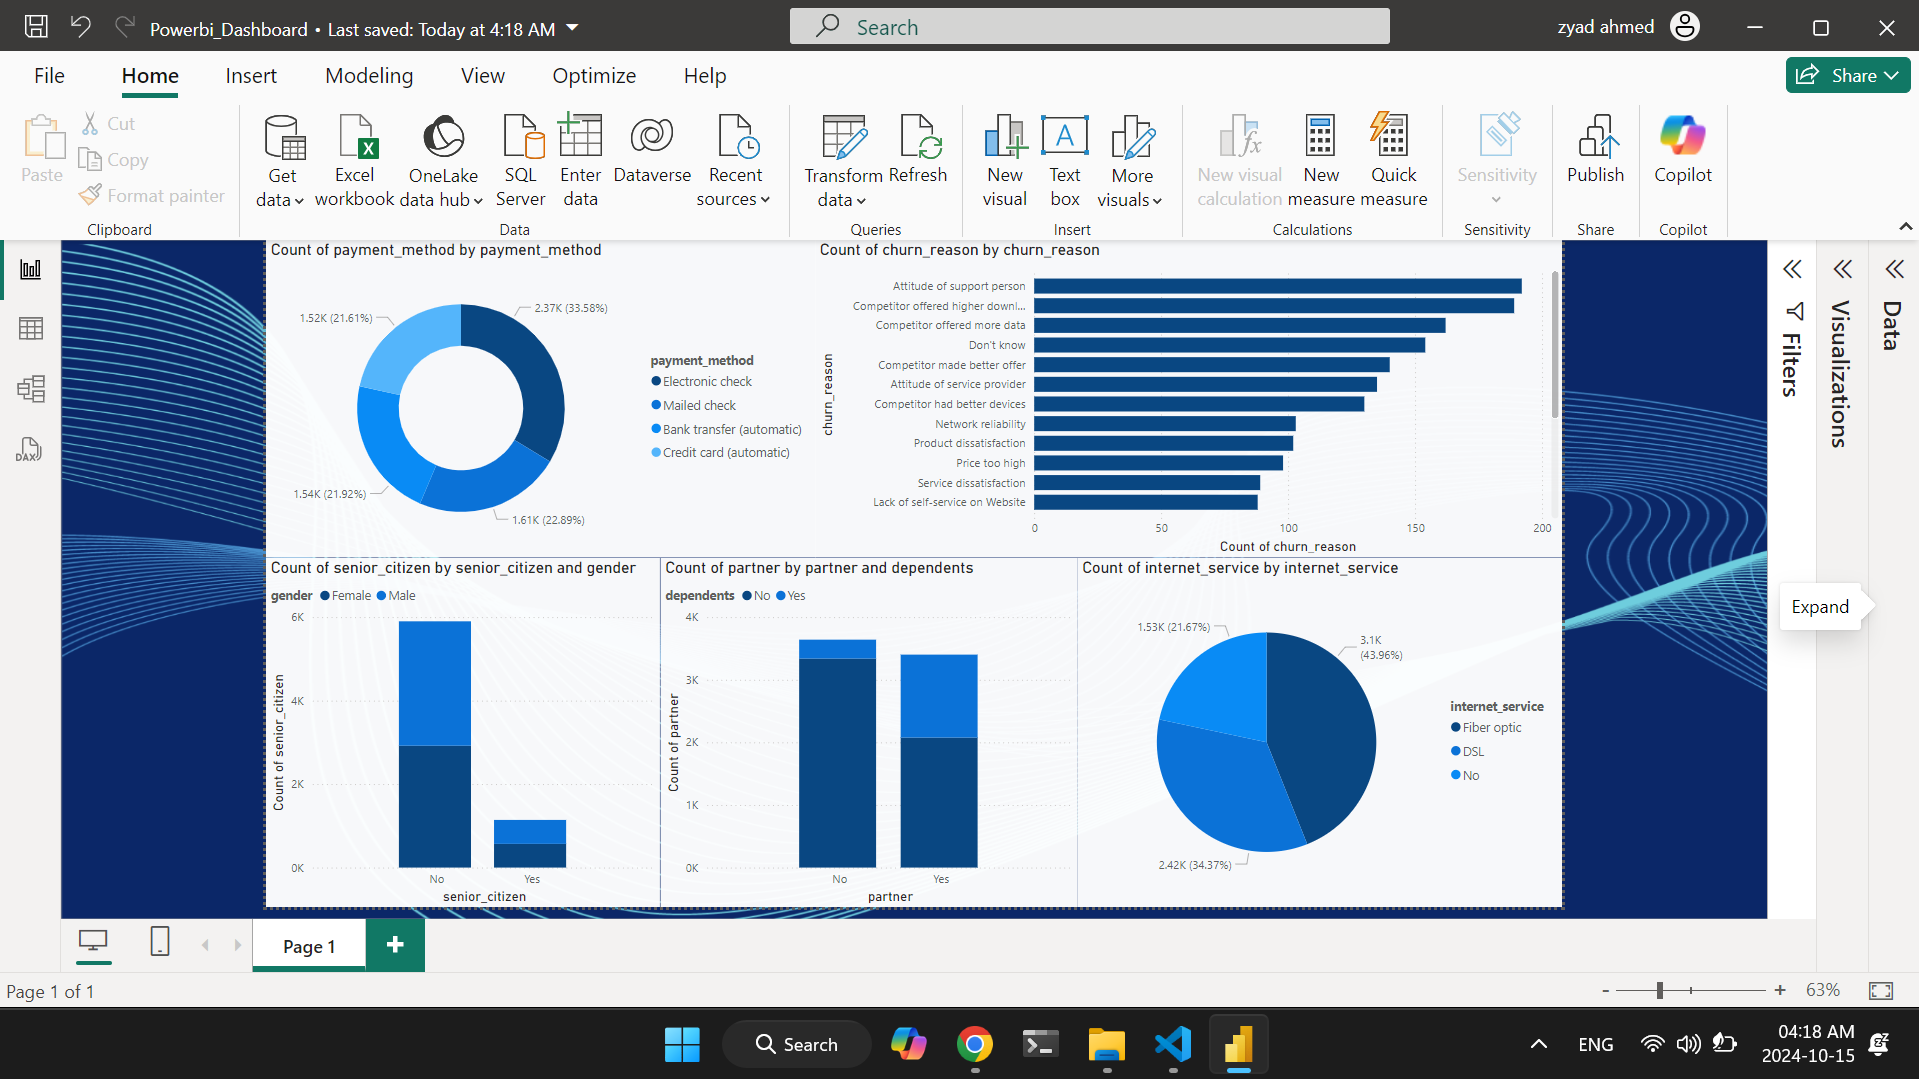 Powerbi_Dashboard • Last saved: Today at 4:18 AM
Search
zyad ahmed
File
Home
Insert
Modeling
View
Optimize
Help
Share
Paste
Cut
Copy
Format painter
Clipboard
Get data
Excel workbook
OneLake data hub
SQL Server
Enter data
Dataverse
Recent sources
Data
Transform data
Refresh
Queries
New visual
Text box
More visuals
Insert
New visual calculation
New measure
Quick measure
Calculations
Sensitivity
Sensitivity
Publish
Share
Copilot
Copilot
DAX
Count of payment_method by payment_method
2.37K (33.58%)
1.52K (21.61%)
1.54K (21.92%)
1.61K (22.89%)
payment_method
Electronic check
Mailed check
Bank transfer (automatic)
Credit card (automatic)
Count of churn_reason by churn_reason
churn_reason
Attitude of support person
Competitor offered higher downl...
Competitor offered more data
Don't know
Competitor made better offer
Attitude of service provider
Competitor had better devices
Network reliability
Product dissatisfaction
Price too high
Service dissatisfaction
Lack of self-service on Website
0 50 100 150 200
Count of churn_reason
Count of senior_citizen by senior_citizen and gender
gender Female Male
Count of senior_citizen
6K
4K
2K
0K
No Yes
senior_citizen
Count of partner by partner and dependents
dependents No Yes
Count of partner
4K
3K
2K
1K
0K
No Yes
partner
Count of internet_service by internet_service
1.53K (21.67%)
3.1K
(43.96%)
2.42K (34.37%)
internet_service
Fiber optic
DSL
No
Filters
Visualizations
Data
Expand
Page 1
+
Page 1 of 1
- + 63%
Search
ENG
04:18 AM
2024-10-15